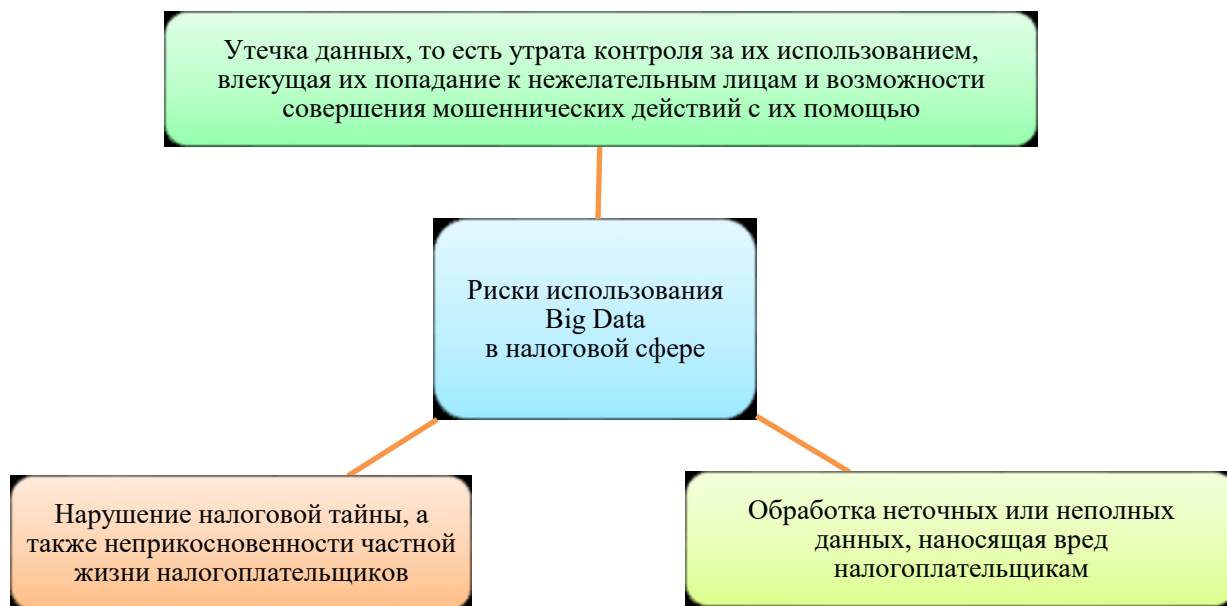 Утечка данных, то есть утрата контроля за их использованием,
влекущая их попадание к нежелательным лицам и возможности
совершения мошеннических действий с их помощью
Риски использования
Big Data
в налоговой сфере
Нарушение налоговой тайны, а
также неприкосновенности частной
жизни налогоплательщиков
Обработка неточных или неполных
данных, наносящая вред
налогоплательщикам